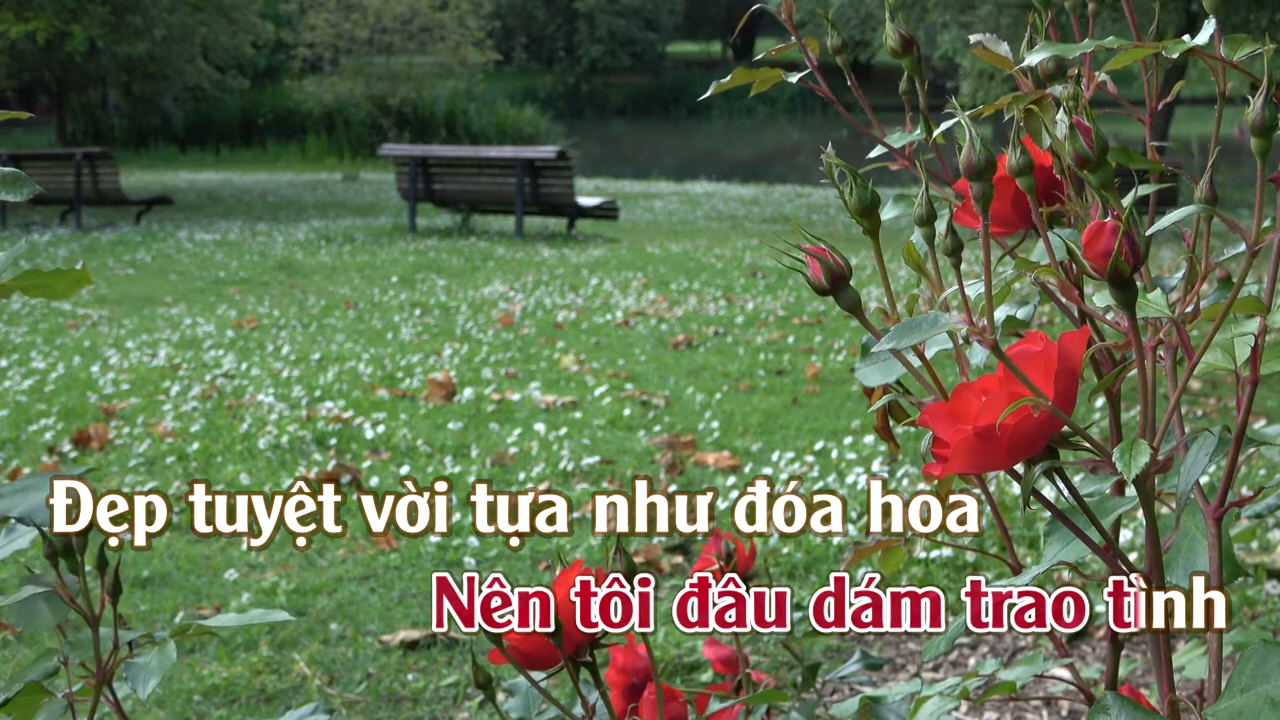 Đẹp tuyệt vời tựa như đóa hoa
Nên tôi đâu dám trao tình